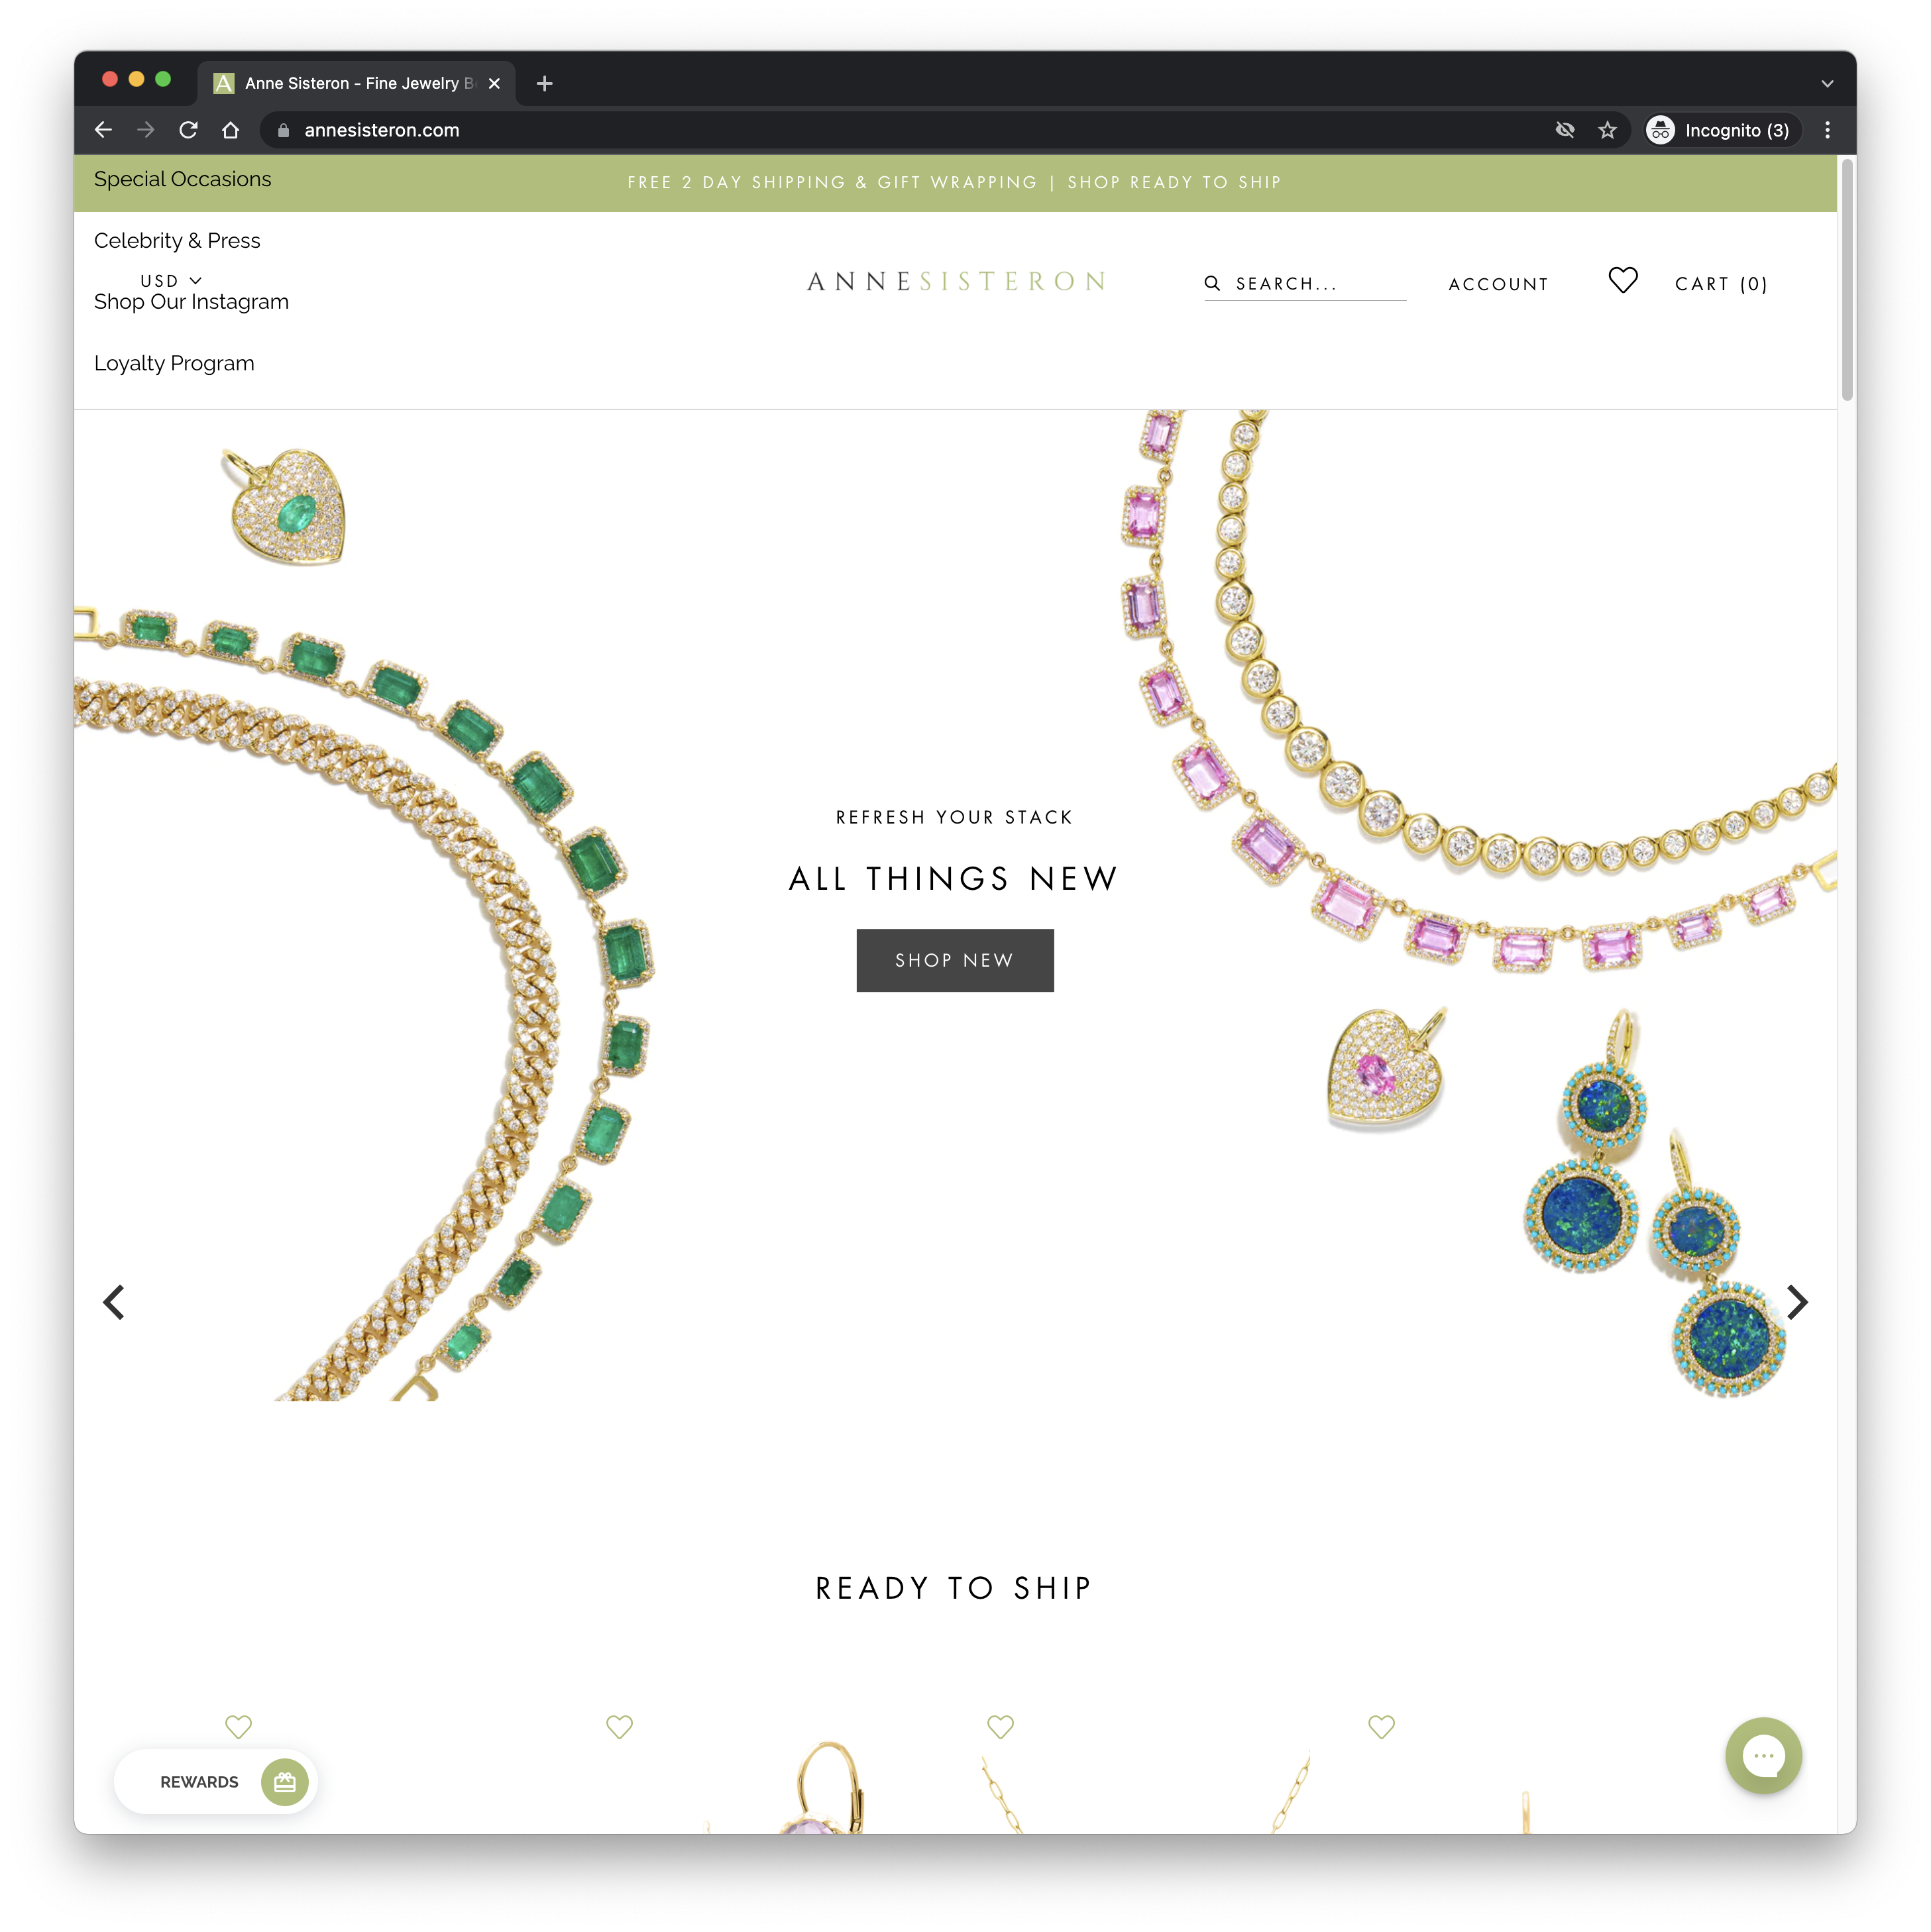 Anne Sisteron - Fine Jewelry B
annesisteron.com
Incognito (3)
Special Occasions
FREE 2 DAY SHIPPING & GIFT WRAPPING | SHOP READY TO SHIP
Celebrity & Press
USD
Shop Our Instagram
Loyalty Program
ANNESISTERON
SEARCH...
ACCOUNT
CART (0)
REFRESH YOUR STACK
ALL THINGS NEW
SHOP NEW
READY TO SHIP
REWARDS